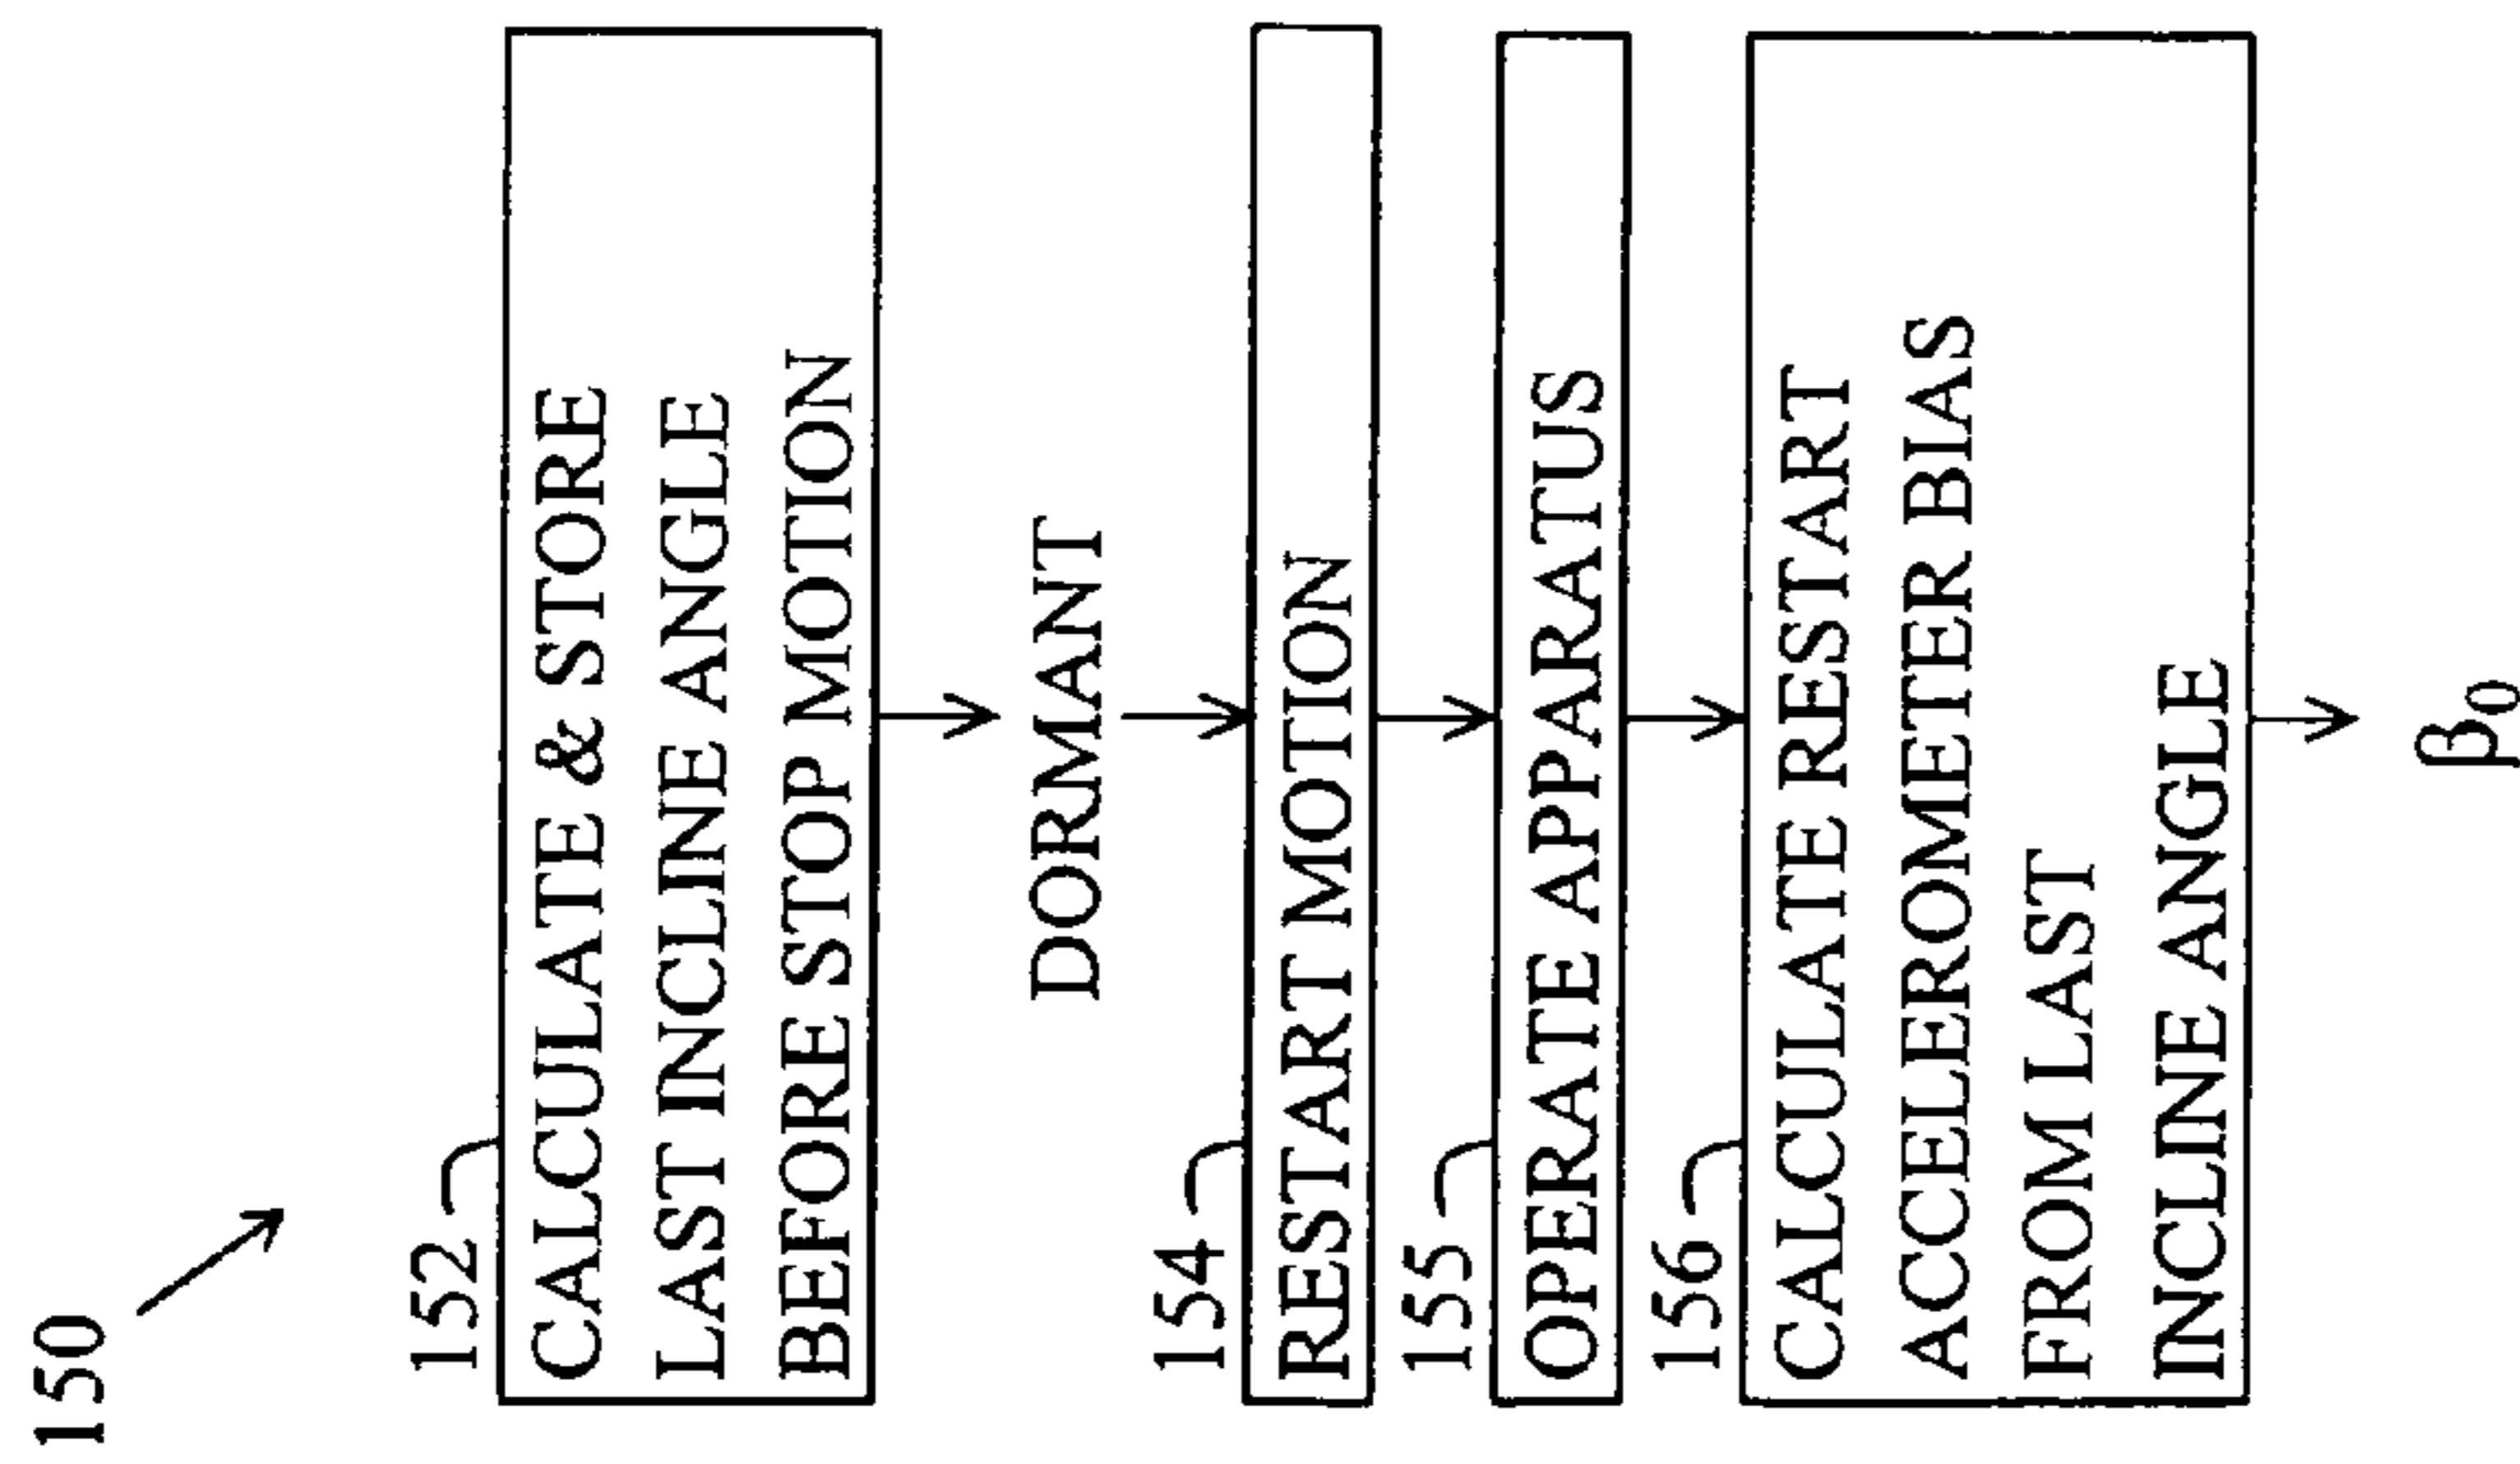 150
152
CALCULATE & STORE
LAST INCLINE ANGLE
BEFORE STOP MOTION
DORMANT
154
RESTART MOTION
155
OPERATE APPARATUS
156
CALCULATE RESTART
ACCELEROMETER BIAS
FROM LAST
INCLINE ANGLE
β₀